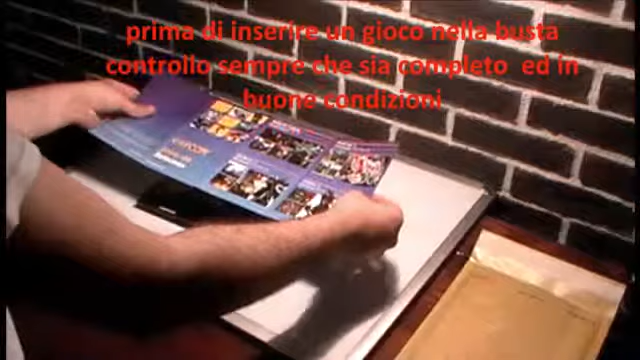 prima di inserire un gioco nella busta
controllo sempre che sia completo ed in
buone condizioni